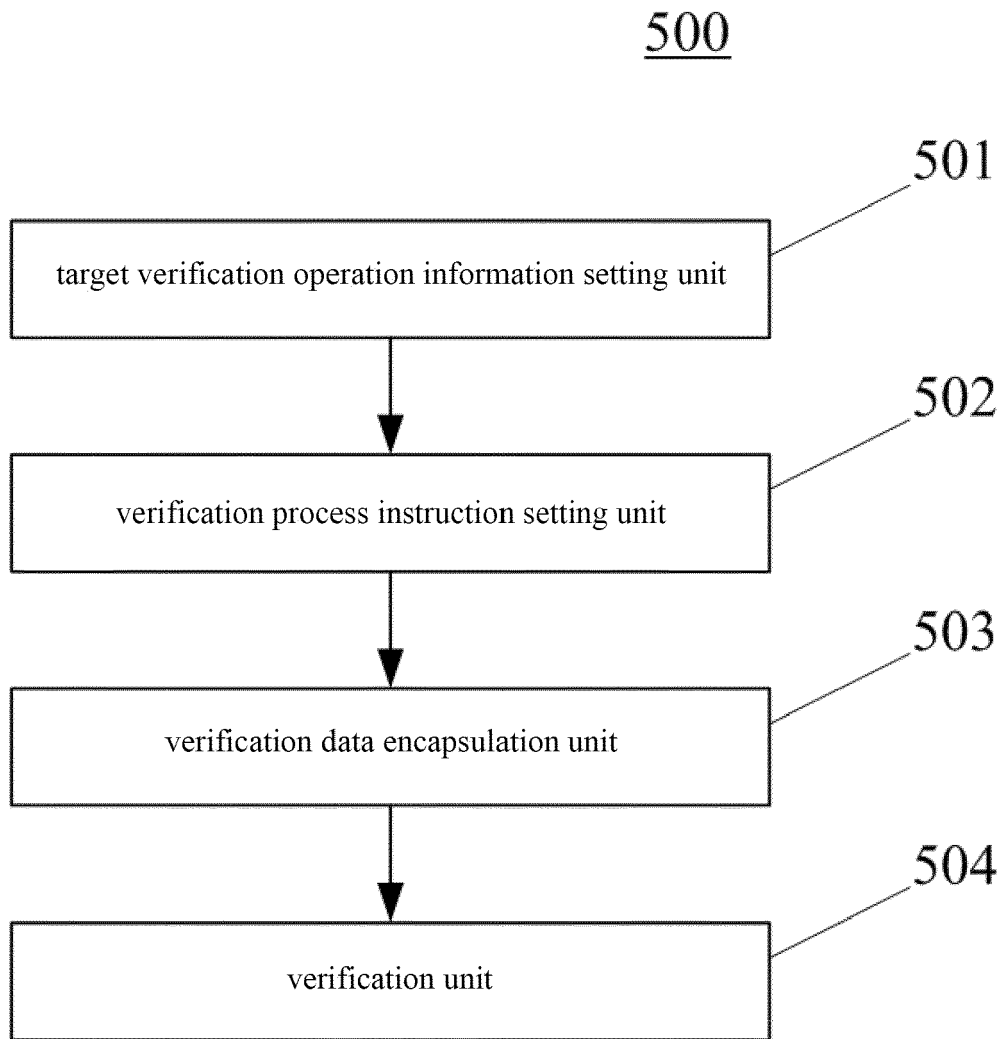 500
501
target verification operation information setting unit
502
verification process instruction setting unit
503
verification data encapsulation unit
504
verification unit